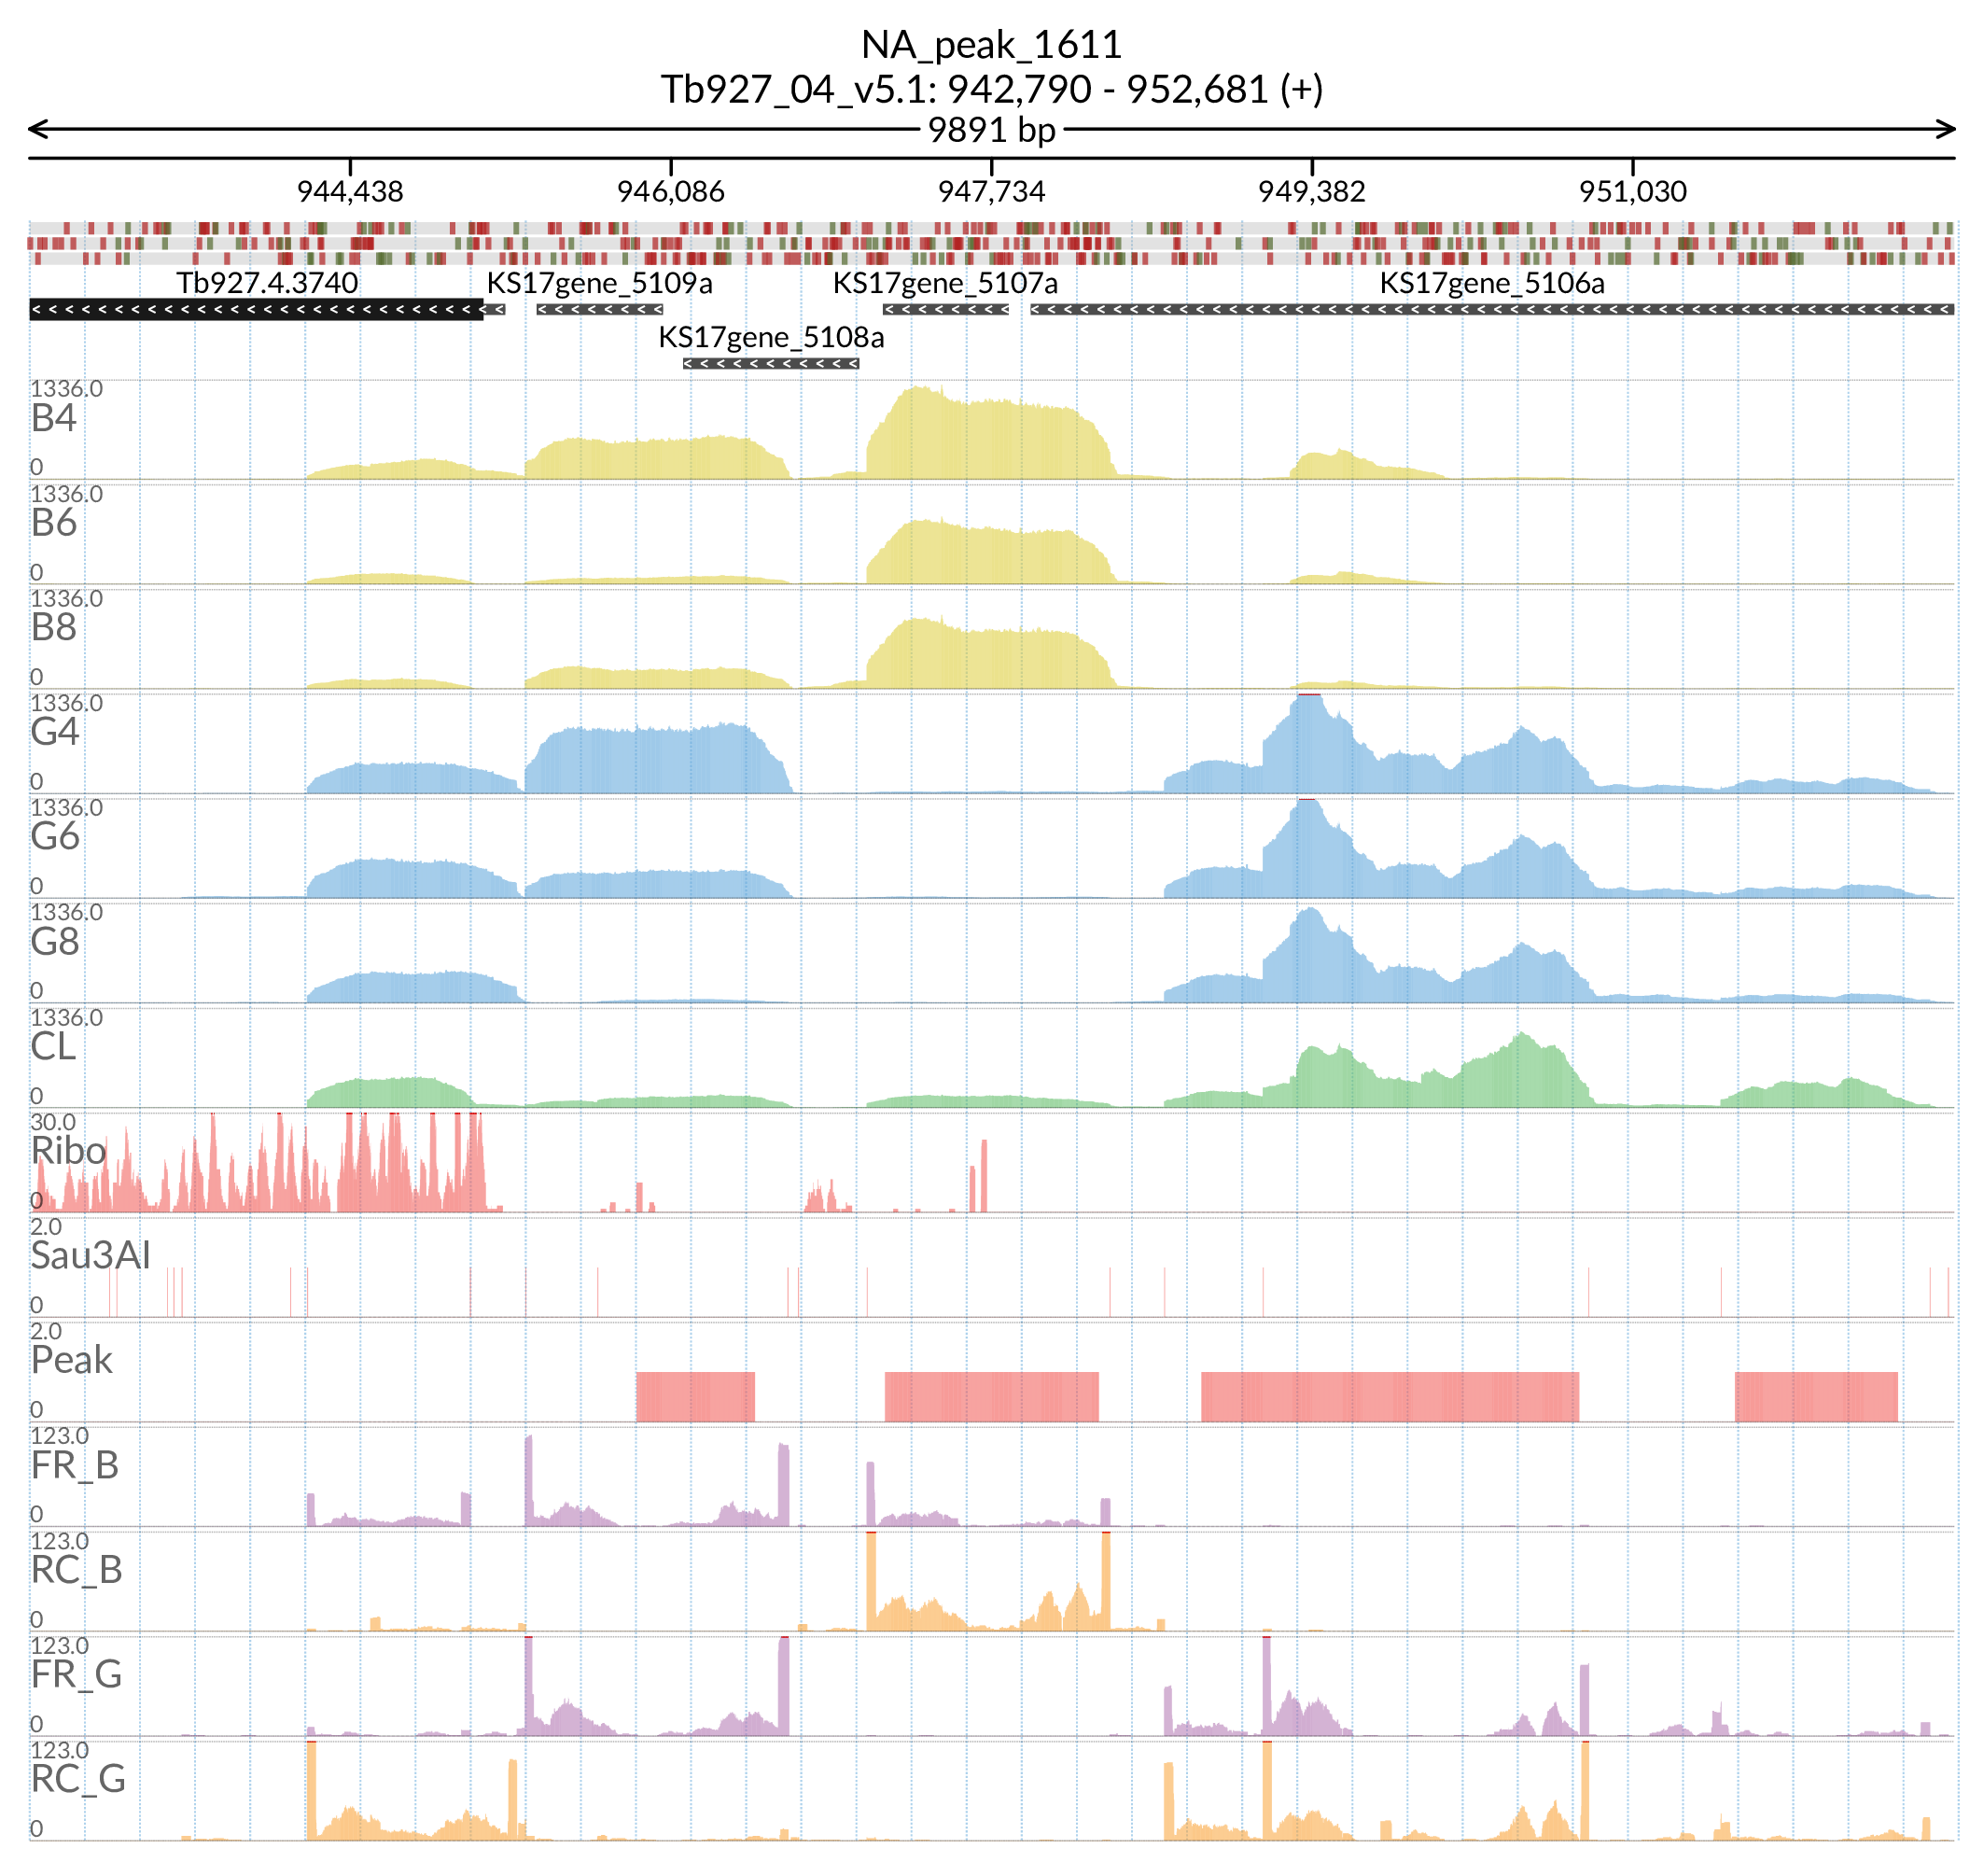 NA_peak_1611
Tb927_04_v5.1: 942,790 - 952,681 (+)
9891 bp
944,438 946,086 947,734 949,382 951,030
Tb927.4.3740 KS17gene_5109a KS17gene_5107a KS17gene_5106a
KS17gene_5108a
1336.0
B4
0
1336.0
B6
0
1336.0
B8
0
1336.0
G4
0
1336.0
G6
0
1336.0
G8
0
1336.0
CL
0
30.0
Ribo
0
2.0
Sau3AI
0
2.0
Peak
0
123.0
FR_B
0
123.0
RC_B
0
123.0
FR_G
0
123.0
RC_G
0